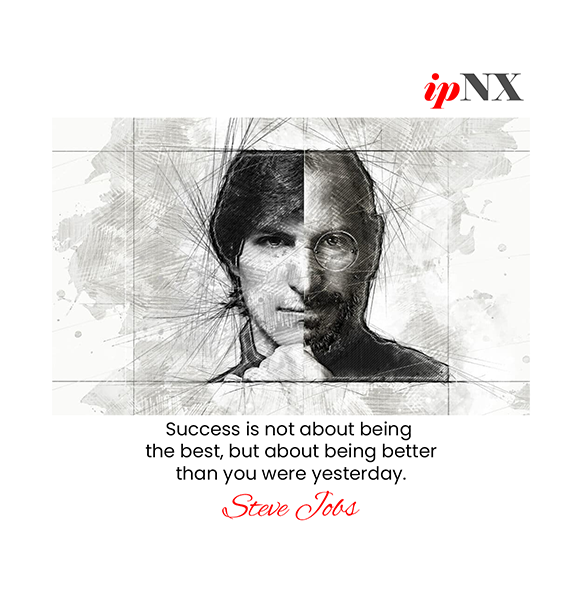 ipNX
Success is not about being
the best, but about being better
than you were yesterday.
Steve Jobs